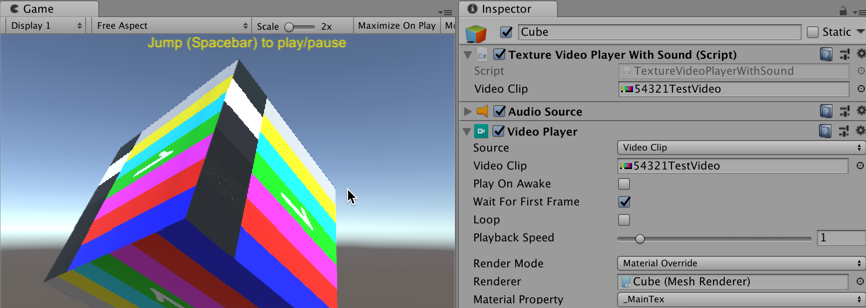 Game
Display 1 Free Aspect Scale 2x Maximize On Play
Jump (Spacebar) to play/pause
Inspector
Cube Static
Texture Video Player With Sound (Script)
Script TextureVideoPlayerWithSound
Video Clip 54321TestVideo
Audio Source
Video Player
Source Video Clip
Video Clip 54321TestVideo
Play On Awake
Wait For First Frame
Loop
Playback Speed 1
Render Mode Material Override
Renderer Cube (Mesh Renderer)
Material Property _MainTex